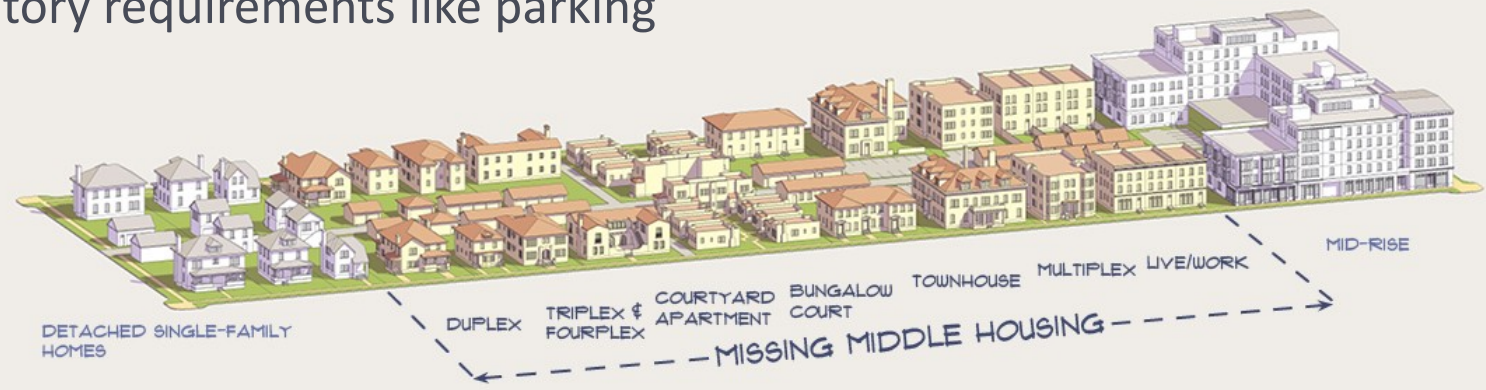 tory requirements like parking
DETACHED SINGLE-FAMILY
HOMES
DUPLEX
TRIPLEX &
FOURPLEX
COURTYARD
APARTMENT
BUNGALOW
COURT
TOWNHOUSE
MULTIPLEX
LIVE/WORK
MID-RISE
MISSING MIDDLE HOUSING